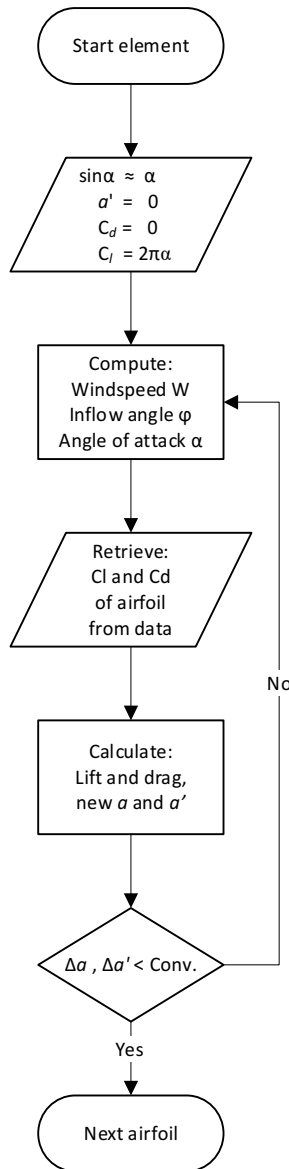 Start element
sinα ≈ α
a' = 0
Cd = 0
Cl = 2πα
Compute:
Windspeed W
Inflow angle φ
Angle of attack α
Retrieve:
Cl and Cd
of airfoil
from data
No
Calculate:
Lift and drag,
new a and a’
Δa , Δa' < Conv.
Yes
Next airfoil